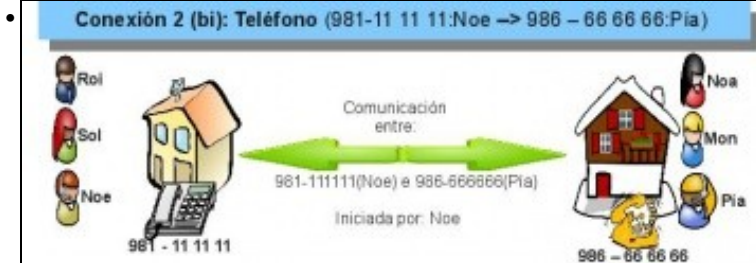 Conexión 2 (bi): Teléfono (981-11 11 11:Noe –> 986 – 66 66 66:Pía)
Roi
Sol
Noe
981 - 11 11 11
Comunicación
entre:
981-111111(Noe) e 986-666666(Pía)
Iniciada por: Noe
Noa
Mon
Pía
986 – 66 66 66